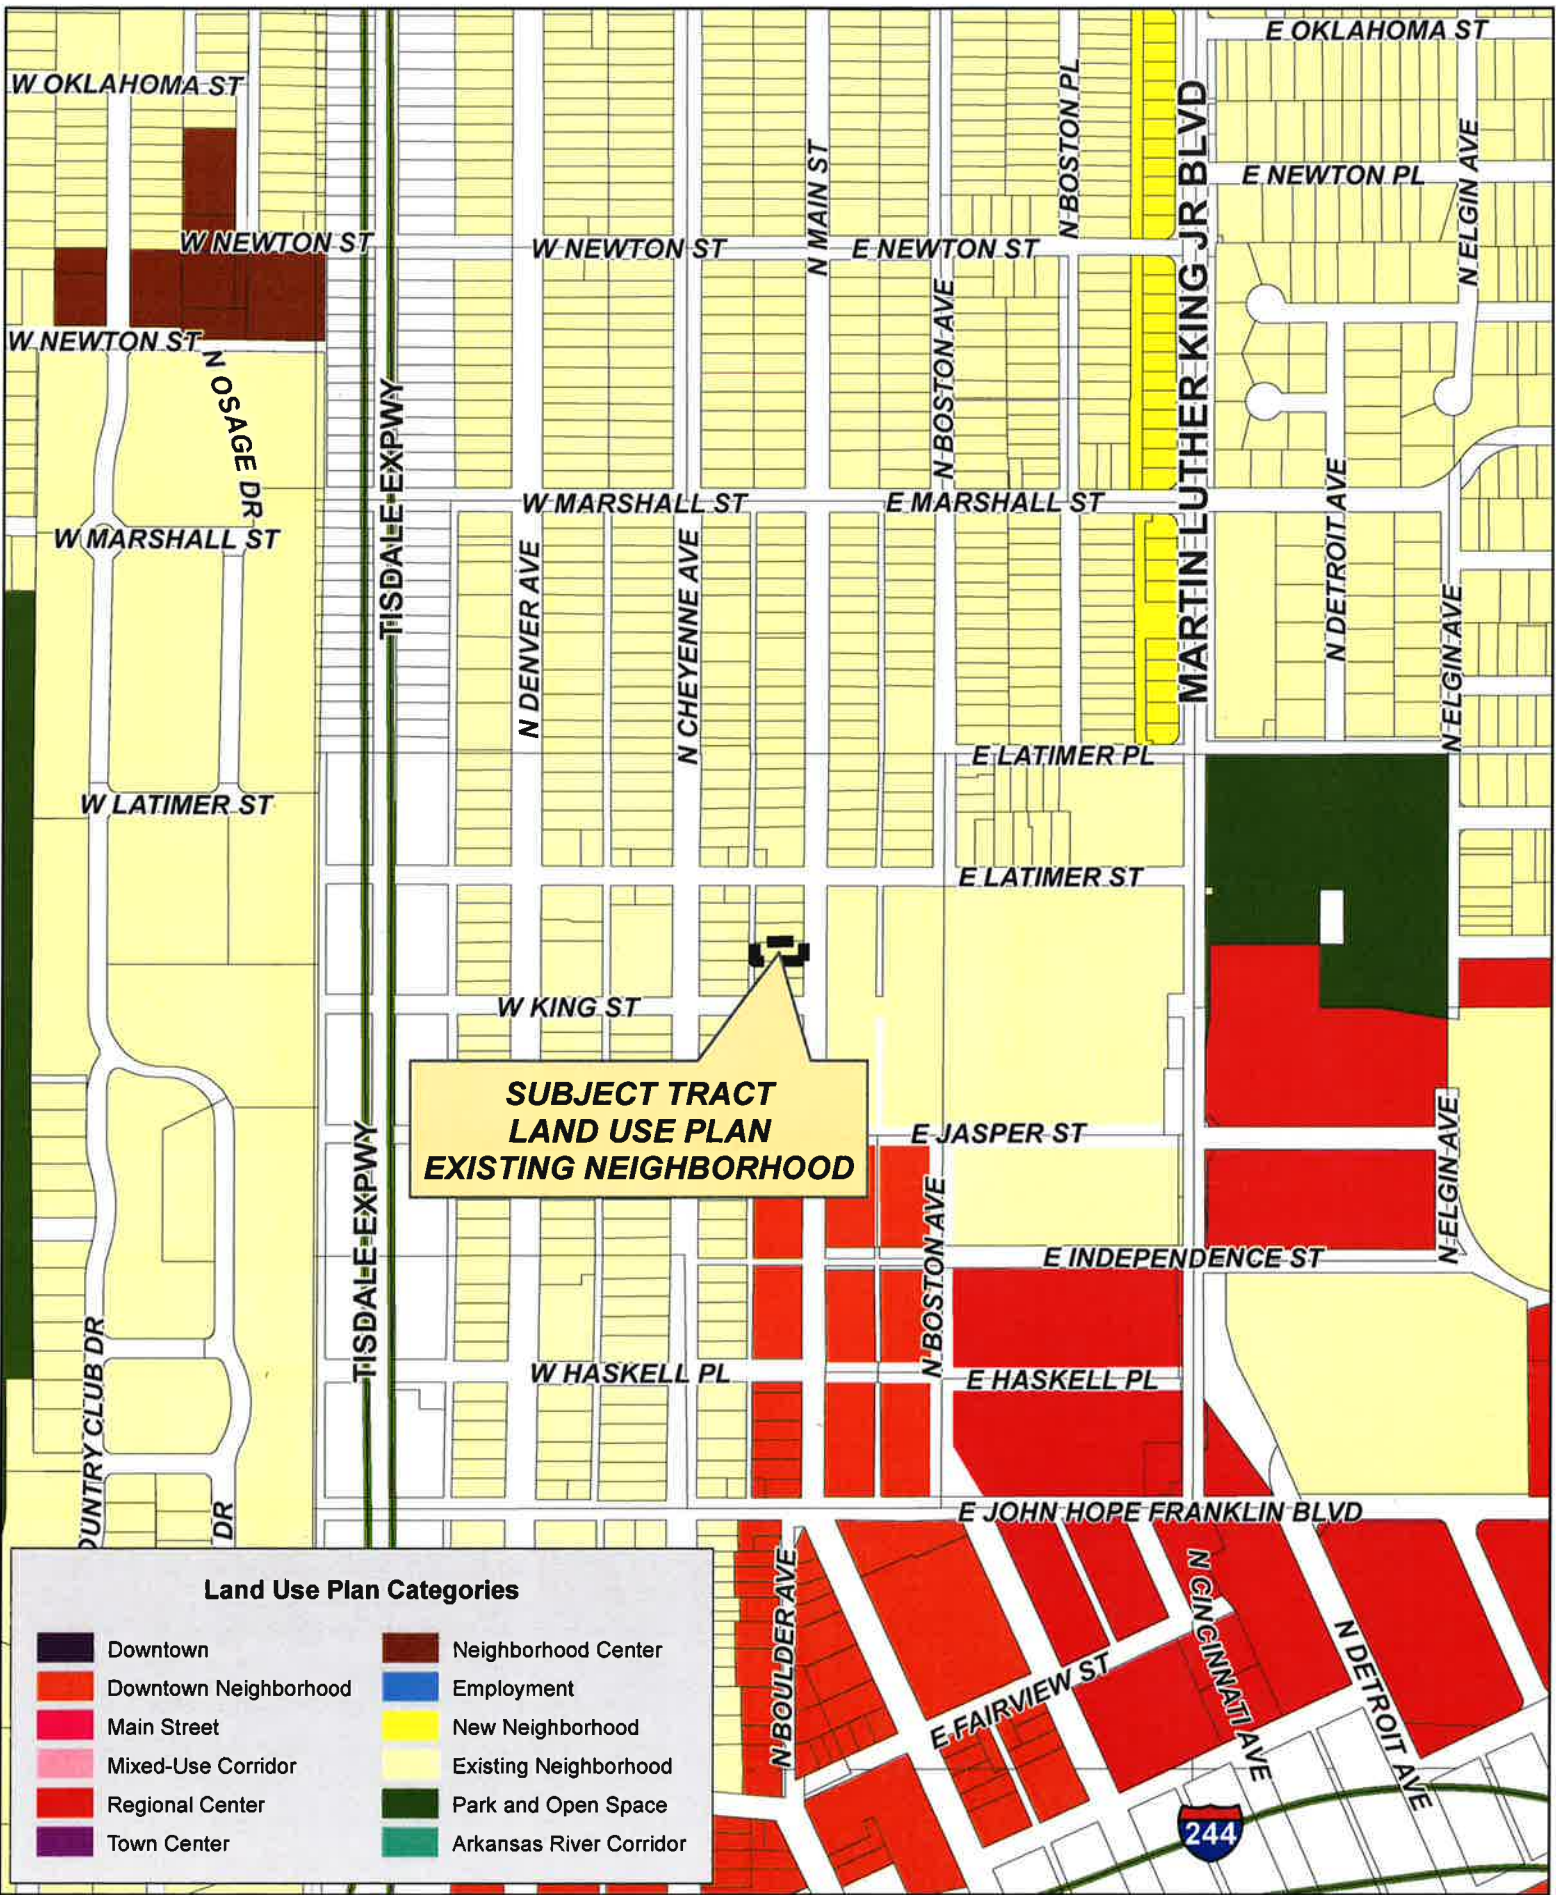 E OKLAHOMA ST
W OKLAHOMA ST
N BOSTON PL
MARTIN LUTHER KING JR BLVD
N ELGIN AVE
N MAIN ST
E NEWTON PL
W NEWTON ST
W NEWTON ST
E NEWTON ST
W NEWTON ST
N OSAGE DR
N BOSTON AVE
TISDALE EXPWY
W MARSHALL ST
E MARSHALL ST
N DETROIT AVE
W MARSHALL ST
N DENVER AVE
N CHEYENNE AVE
N ELGIN AVE
E LATIMER PL
W LATIMER ST
E LATIMER ST
W KING ST
SUBJECT TRACT
LAND USE PLAN
EXISTING NEIGHBORHOOD
E JASPER ST
N ELGIN AVE
TISDALE EXPWY
N BOSTON AVE
E INDEPENDENCE ST
W HASKELL PL
E HASKELL PL
OUNTRY CLUB DR
DR
E JOHN HOPE FRANKLIN BLVD
N BOULDER AVE
N CINCINNATI AVE
N DETROIT AVE
E FAIRVIEW ST
244
Land Use Plan Categories
Downtown
Downtown Neighborhood
Main Street
Mixed-Use Corridor
Regional Center
Town Center
Neighborhood Center
Employment
New Neighborhood
Existing Neighborhood
Park and Open Space
Arkansas River Corridor